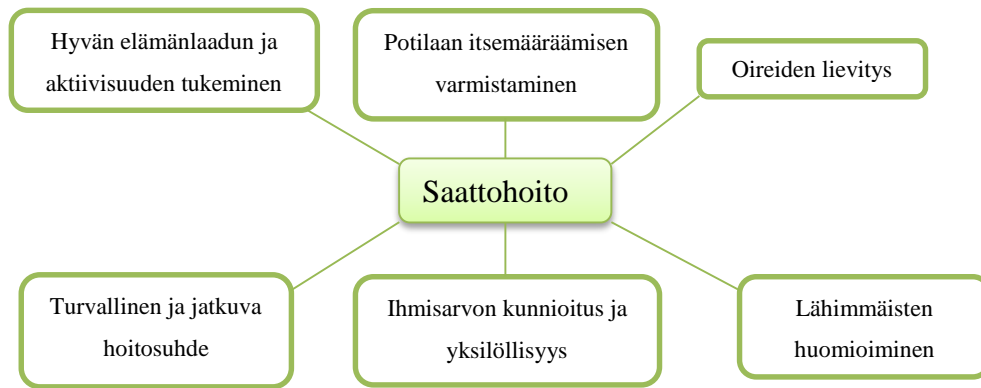 Hyvän elämänlaadun ja
aktiivisuuden tukeminen
Potilaan itsemääräämisen
varmistaminen
Oireiden lievitys
Saattohoito
Turvallinen ja jatkuva
hoitosuhde
Ihmisarvon kunnioitus ja
yksilöllisyys
Lähimmäisten
huomioiminen